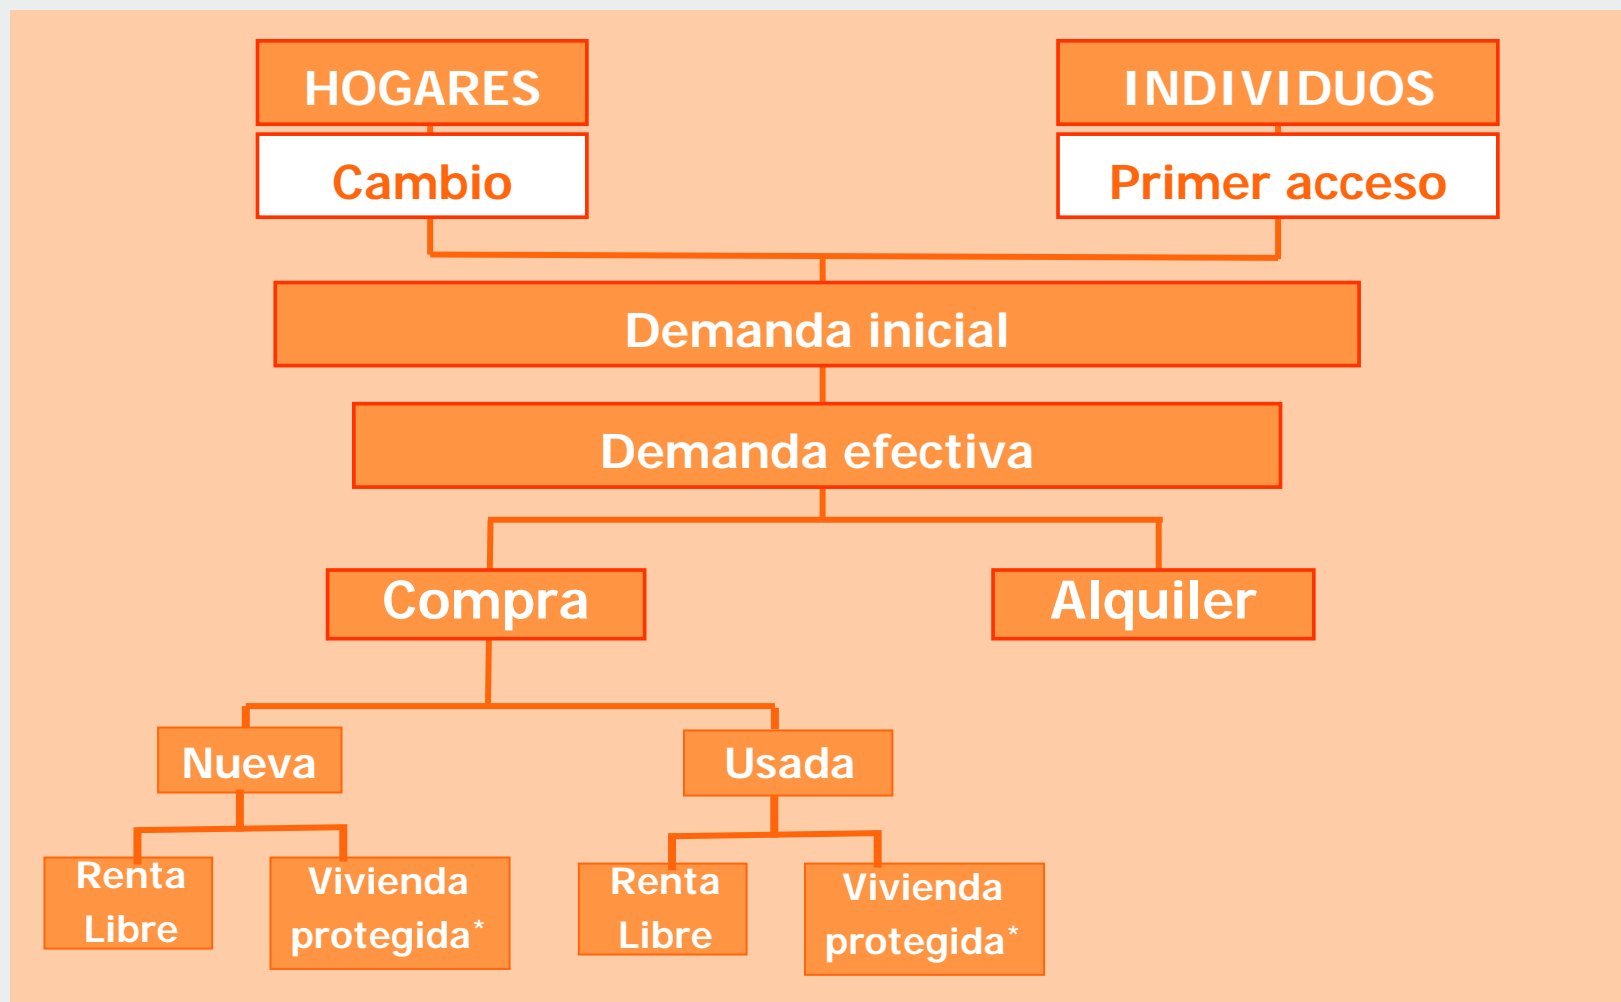 HOGARES
INDIVIDUOS
Cambio
Primer acceso
Demanda inicial
Demanda efectiva
Compra
Alquiler
Nueva
Usada
Renta
Libre
Vivienda
protegida*
Renta
Libre
Vivienda
protegida*